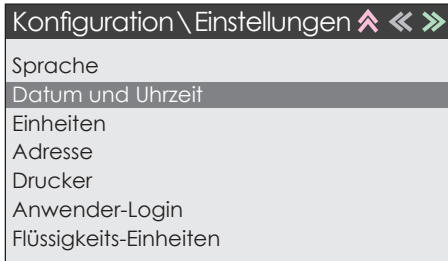 Konfiguration\Einstellungen
Sprache
Datum und Uhrzeit
Einheiten
Adresse
Drucker
Anwender-Login
Flüssigkeits-Einheiten